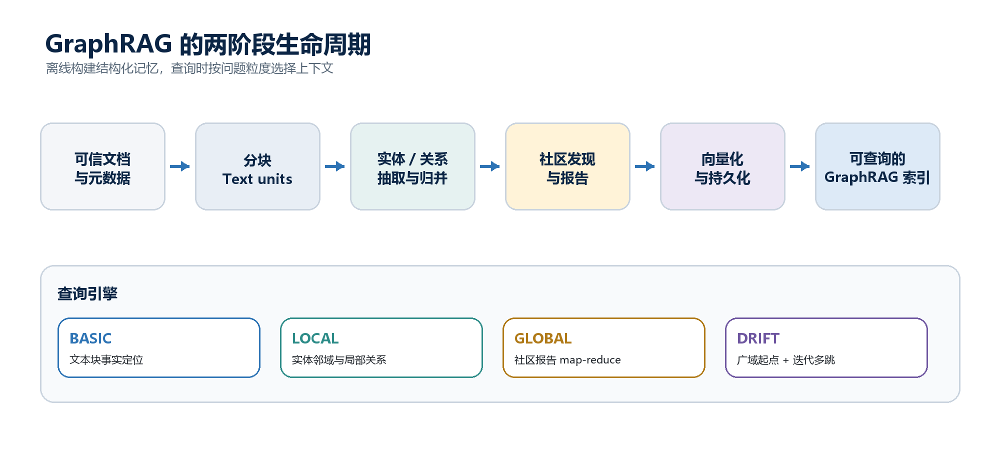 GraphRAG 的两阶段生命周期
离线构建结构化记忆，查询时按问题粒度选择上下文
可信文档
与元数据
分块
Text units
实体 / 关系
抽取与归并
社区发现
与报告
向量化
与持久化
可查询的
GraphRAG 索引
查询引擎
BASIC
文本块事实定位
LOCAL
实体邻域与局部关系
GLOBAL
社区报告 map-reduce
DRIFT
广域起点 + 迭代多跳